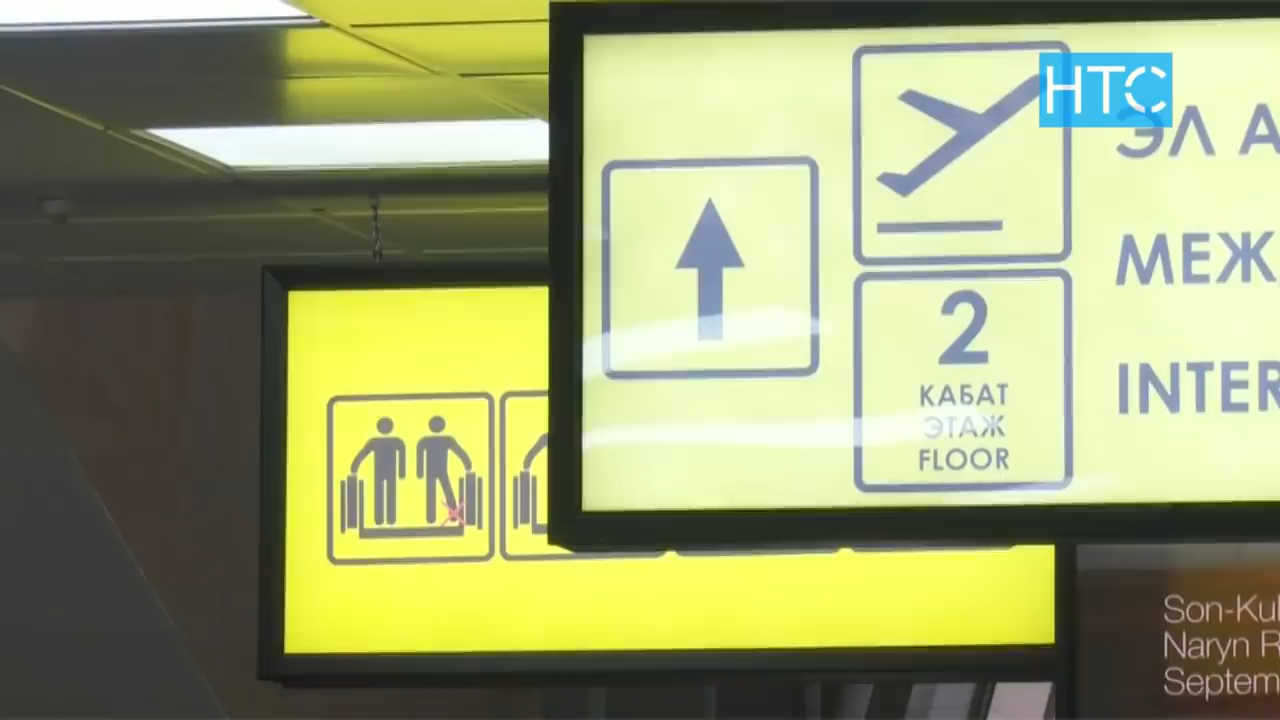 НТС
ЭЛ А
МЕЖ
INTER
2
КАБАТ
ЭТАЖ
FLOOR
Son-Kul
Naryn R
Septem